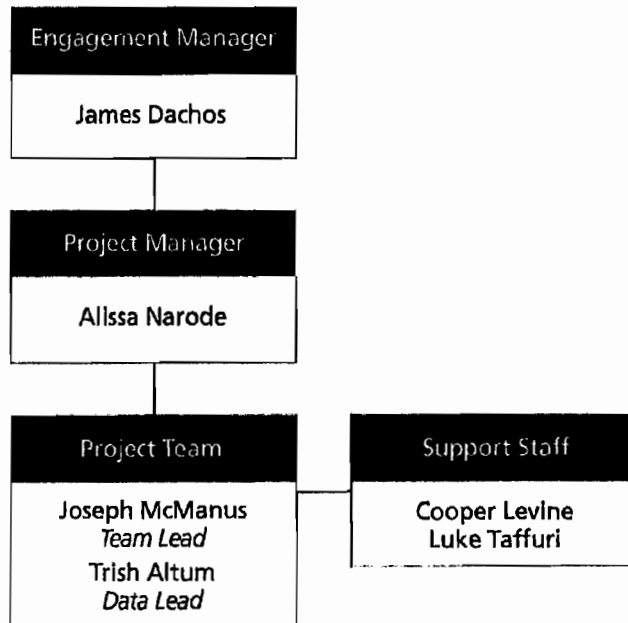 Engagement Manager
James Dachos
Project Manager
Alissa Narode
Project Team
Joseph McManus
Team Lead
Trish Altum
Data Lead
Support Staff
Cooper Levine
Luke Taffuri